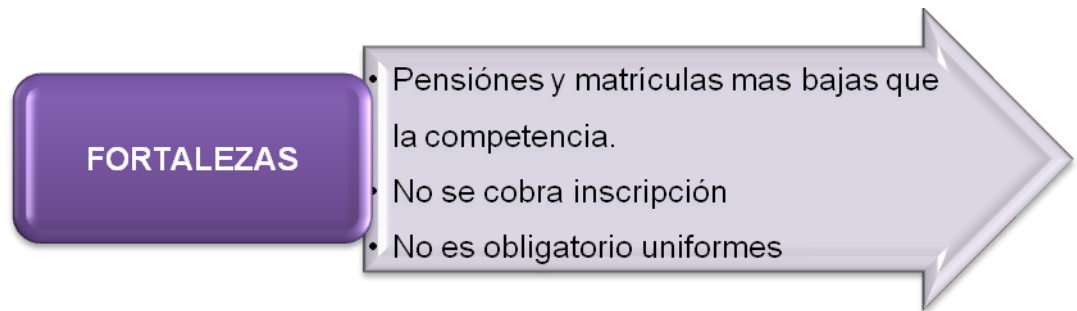 FORTALEZAS
• Pensiónes y matrículas mas bajas que
la competencia.
• No se cobra inscripción
• No es obligatorio uniformes